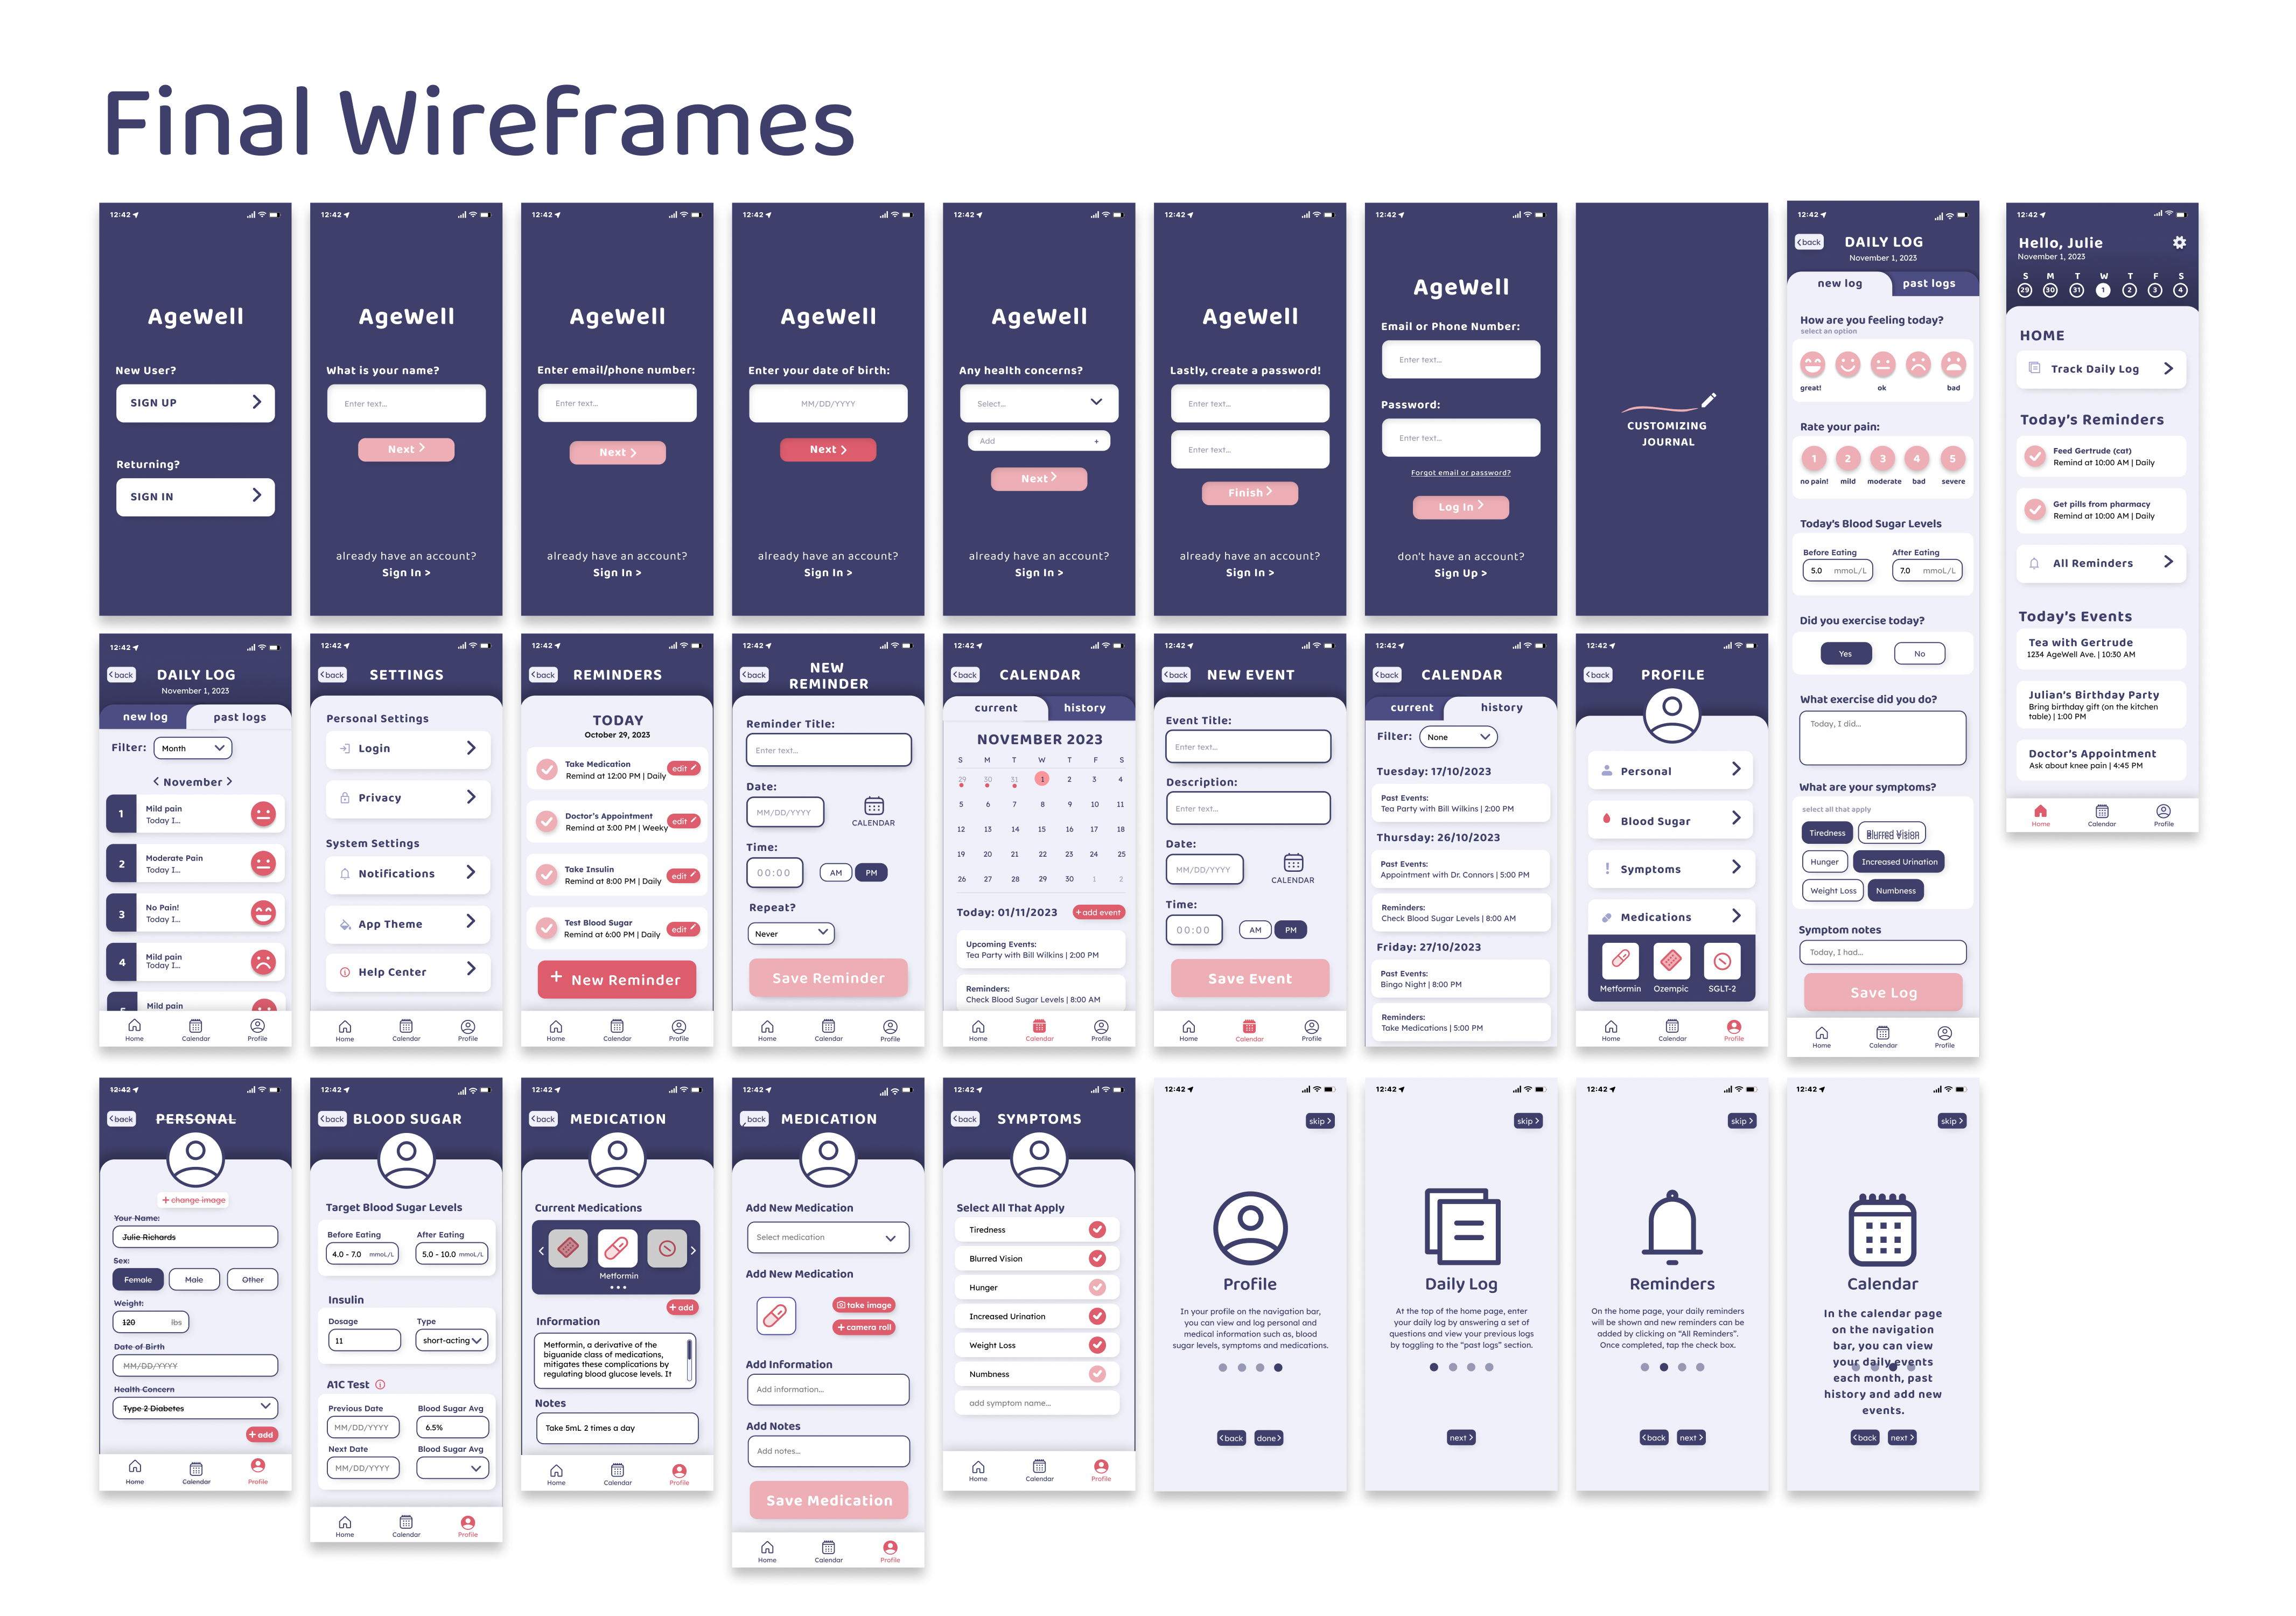 Final Wireframes
12:42
AgeWell
New User?
SIGN UP
Returning?
SIGN IN
12:42
AgeWell
What is your name?
Enter text...
Next
already have an account?
Sign In >
12:42
AgeWell
Enter email/phone number:
Enter text...
Next
already have an account?
Sign In >
12:42
AgeWell
Enter your date of birth:
MM/DD/YYYY
Next
already have an account?
Sign In >
12:42
AgeWell
Any health concerns?
Select...
Add +
Next
already have an account?
Sign In >
12:42
AgeWell
Lastly, create a password!
Enter text...
Enter text...
Finish
already have an account?
Sign In >
12:42
AgeWell
Email or Phone Number:
Enter text...
Password:
Enter text...
Forgot email or password?
Log In
don't have an account?
Sign Up >
CUSTOMIZING
JOURNAL
12:42
back DAILY LOG
November 1, 2023
new log past logs
How are you feeling today?
select an option
great! ok bad
Rate your pain:
1 2 3 4 5
no pain! mild moderate bad severe
Today's Blood Sugar Levels
Before Eating After Eating
5.0 mmoL/L 7.0 mmoL/L
Did you exercise today?
Yes No
What exercise did you do?
Today, I did...
What are your symptoms?
select all that apply
Tiredness Blurred Vision
Blurred Vision
Hunger Increased Urination
Weight Loss Numbness
Symptom notes
Today, I had...
Save Log
Home Calendar Profile
12:42
Hello, Julie
November 1, 2023
S M T W T F S
29 30 31 1 2 3 4
HOME
Track Daily Log
Today's Reminders
Feed Gertrude (cat)
Remind at 10:00 AM | Daily
Get pills from pharmacy
Remind at 10:00 AM | Daily
All Reminders
Today's Events
Tea with Gertrude
1234 AgeWell Ave. | 10:30 AM
Julian's Birthday Party
Bring birthday gift (on the kitchen
table) | 1:00 PM
Doctor's Appointment
Ask about knee pain | 4:45 PM
Home Calendar Profile
12:42
back DAILY LOG
November 1, 2023
new log past logs
Filter: Month
< November >
1 Mild pain
Today I...
2 Moderate Pain
Today I...
3 No Pain!
Today I...
4 Mild pain
Today I...
Mild pain
Home Calendar Profile
12:42
back SETTINGS
Personal Settings
Login
Privacy
System Settings
Notifications
App Theme
Help Center
Home Calendar Profile
12:42
back REMINDERS
TODAY
October 29, 2023
Take Medication
Remind at 12:00 PM | Daily edit
Doctor's Appointment
Remind at 3:00 PM | Weekly edit
Take Insulin
Remind at 8:00 PM | Daily edit
Test Blood Sugar
Remind at 6:00 PM | Daily edit
+ New Reminder
Home Calendar Profile
12:42
back NEW
REMINDER
Reminder Title:
Enter text...
Date:
MM/DD/YYYY CALENDAR
Time:
00:00 AM PM
Repeat?
Never
Save Reminder
Home Calendar Profile
12:42
back CALENDAR
current history
NOVEMBER 2023
S M T W T F S
29 30 31 1 2 3 4
5 6 7 8 9 10 11
12 13 14 15 16 17 18
19 20 21 22 23 24 25
26 27 28 29 30 1 2
Today: 01/11/2023 +add event
Upcoming Events:
Tea Party with Bill Wilkins | 2:00 PM
Reminders:
Check Blood Sugar Levels | 8:00 AM
Home Calendar Profile
12:42
back NEW EVENT
Event Title:
Enter text...
Description:
Enter text...
Date:
MM/DD/YYYY CALENDAR
Time:
00:00 AM PM
Save Event
Home Calendar Profile
12:42
back CALENDAR
current history
Filter: None
Tuesday: 17/10/2023
Past Events:
Tea Party with Bill Wilkins | 2:00 PM
Thursday: 26/10/2023
Past Events:
Appointment with Dr. Connors | 5:00 PM
Reminders:
Check Blood Sugar Levels | 8:00 AM
Friday: 27/10/2023
Past Events:
Bingo Night | 8:00 PM
Reminders:
Take Medications | 5:00 PM
Home Calendar Profile
12:42
back PROFILE
Personal
Blood Sugar
Symptoms
Medications
Metformin Ozempic SGLT-2
Home Calendar Profile
12:42
back PERSONAL
+ change image
Your Name:
Julie Richards
Sex:
Female Male Other
Weight:
120 lbs
Date of Birth
MM/DD/YYYY
Health Concern
Type 2 Diabetes
+ add
Home Calendar Profile
12:42
back BLOOD SUGAR
Target Blood Sugar Levels
Before Eating After Eating
4.0 - 7.0 mmoL/L 5.0 - 10.0 mmoL/L
Insulin
Dosage Type
11 short-acting
A1C Test
Previous Date Blood Sugar Avg
MM/DD/YYYY 6.5%
Next Date Blood Sugar Avg
MM/DD/YYYY
Home Calendar Profile
12:42
back MEDICATION
Current Medications
Metformin
+ add
Information
Metformin, a derivative of the
biguanide class of medications,
mitigates these complications by
regulating blood glucose levels. It
Notes
Take 5mL 2 times a day
Home Calendar Profile
12:42
back MEDICATION
Add New Medication
Select medication
Add New Medication
take image
+ camera roll
Add Information
Add information...
Add Notes
Add notes...
Save Medication
Home Calendar Profile
12:42
back SYMPTOMS
Select All That Apply
Tiredness
Blurred Vision
Hunger
Increased Urination
Weight Loss
Numbness
add symptom name...
Home Calendar Profile
12:42
skip >
Profile
In your profile on the navigation bar,
you can view and log personal and
medical information such as, blood
sugar levels, symptoms and medications.
back done
12:42
skip >
Daily Log
At the top of the home page, enter
your daily log by answering a set of
questions and view your previous logs
by toggling to the "past logs" section.
next >
12:42
skip >
Reminders
On the home page, your daily reminders
will be shown and new reminders can be
added by clicking on "All Reminders".
Once completed, tap the check box.
back next >
12:42
skip >
Calendar
In the calendar page
on the navigation
bar, you can view
your daily events
each month, past
history and add new
events.
back next >